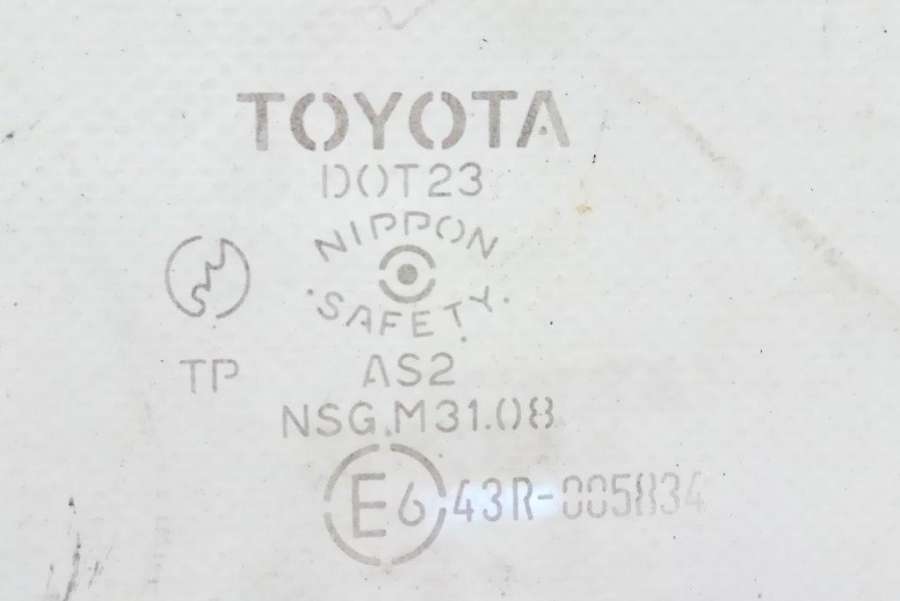 TOYOTA
DOT23
NIPPON
·SAFETY·
TP AS2
NSG.M31.08
E6 43R-005834